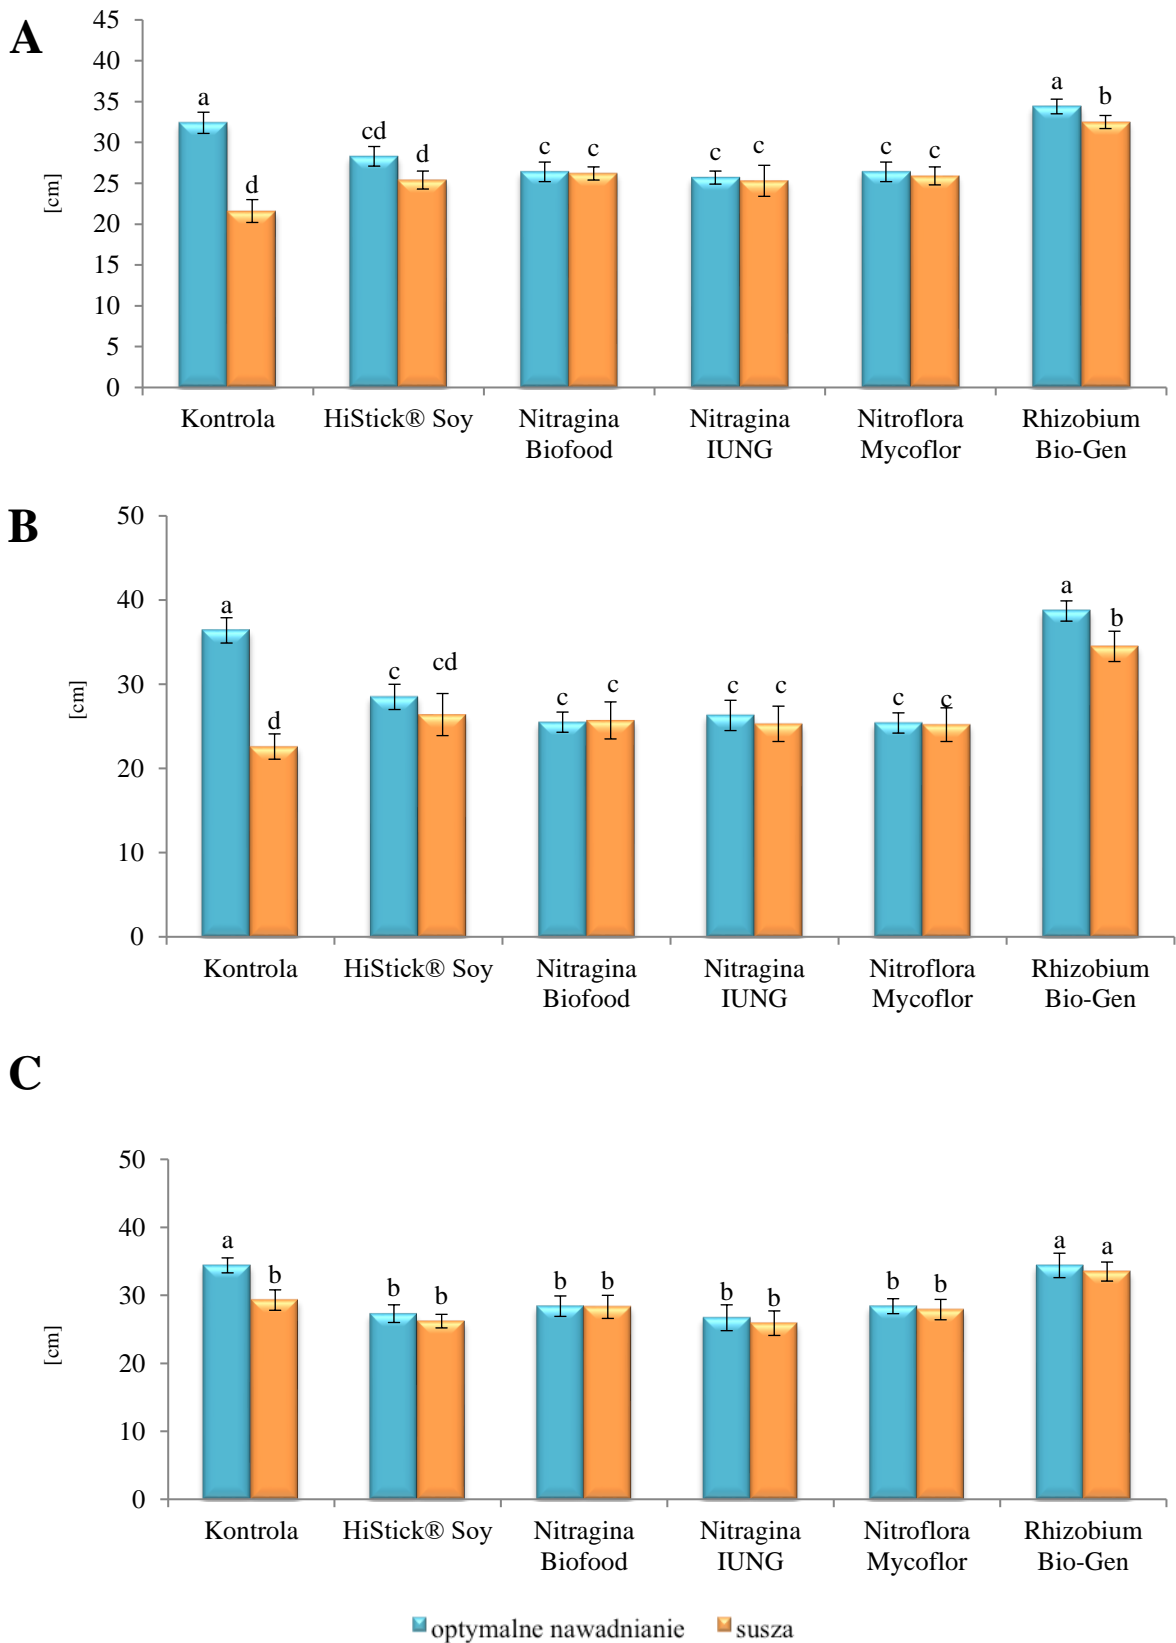 A
45
40
35
30
25
20
15
10
5
0
[cm]
a
d
cd
d
c
c
c
c
c
c
a
b
Kontrola
HiStick® Soy
Nitragina
Biofood
Nitragina
IUNG
Nitroflora
Mycoflor
Rhizobium
Bio-Gen
B
50
40
30
20
10
0
[cm]
a
d
c
cd
c
c
c
c
c
c
a
b
Kontrola
HiStick® Soy
Nitragina
Biofood
Nitragina
IUNG
Nitroflora
Mycoflor
Rhizobium
Bio-Gen
C
50
40
30
20
10
0
[cm]
a
b
b
b
b
b
b
b
b
b
a
a
Kontrola
HiStick® Soy
Nitragina
Biofood
Nitragina
IUNG
Nitroflora
Mycoflor
Rhizobium
Bio-Gen
optymalne nawadnianie
susza